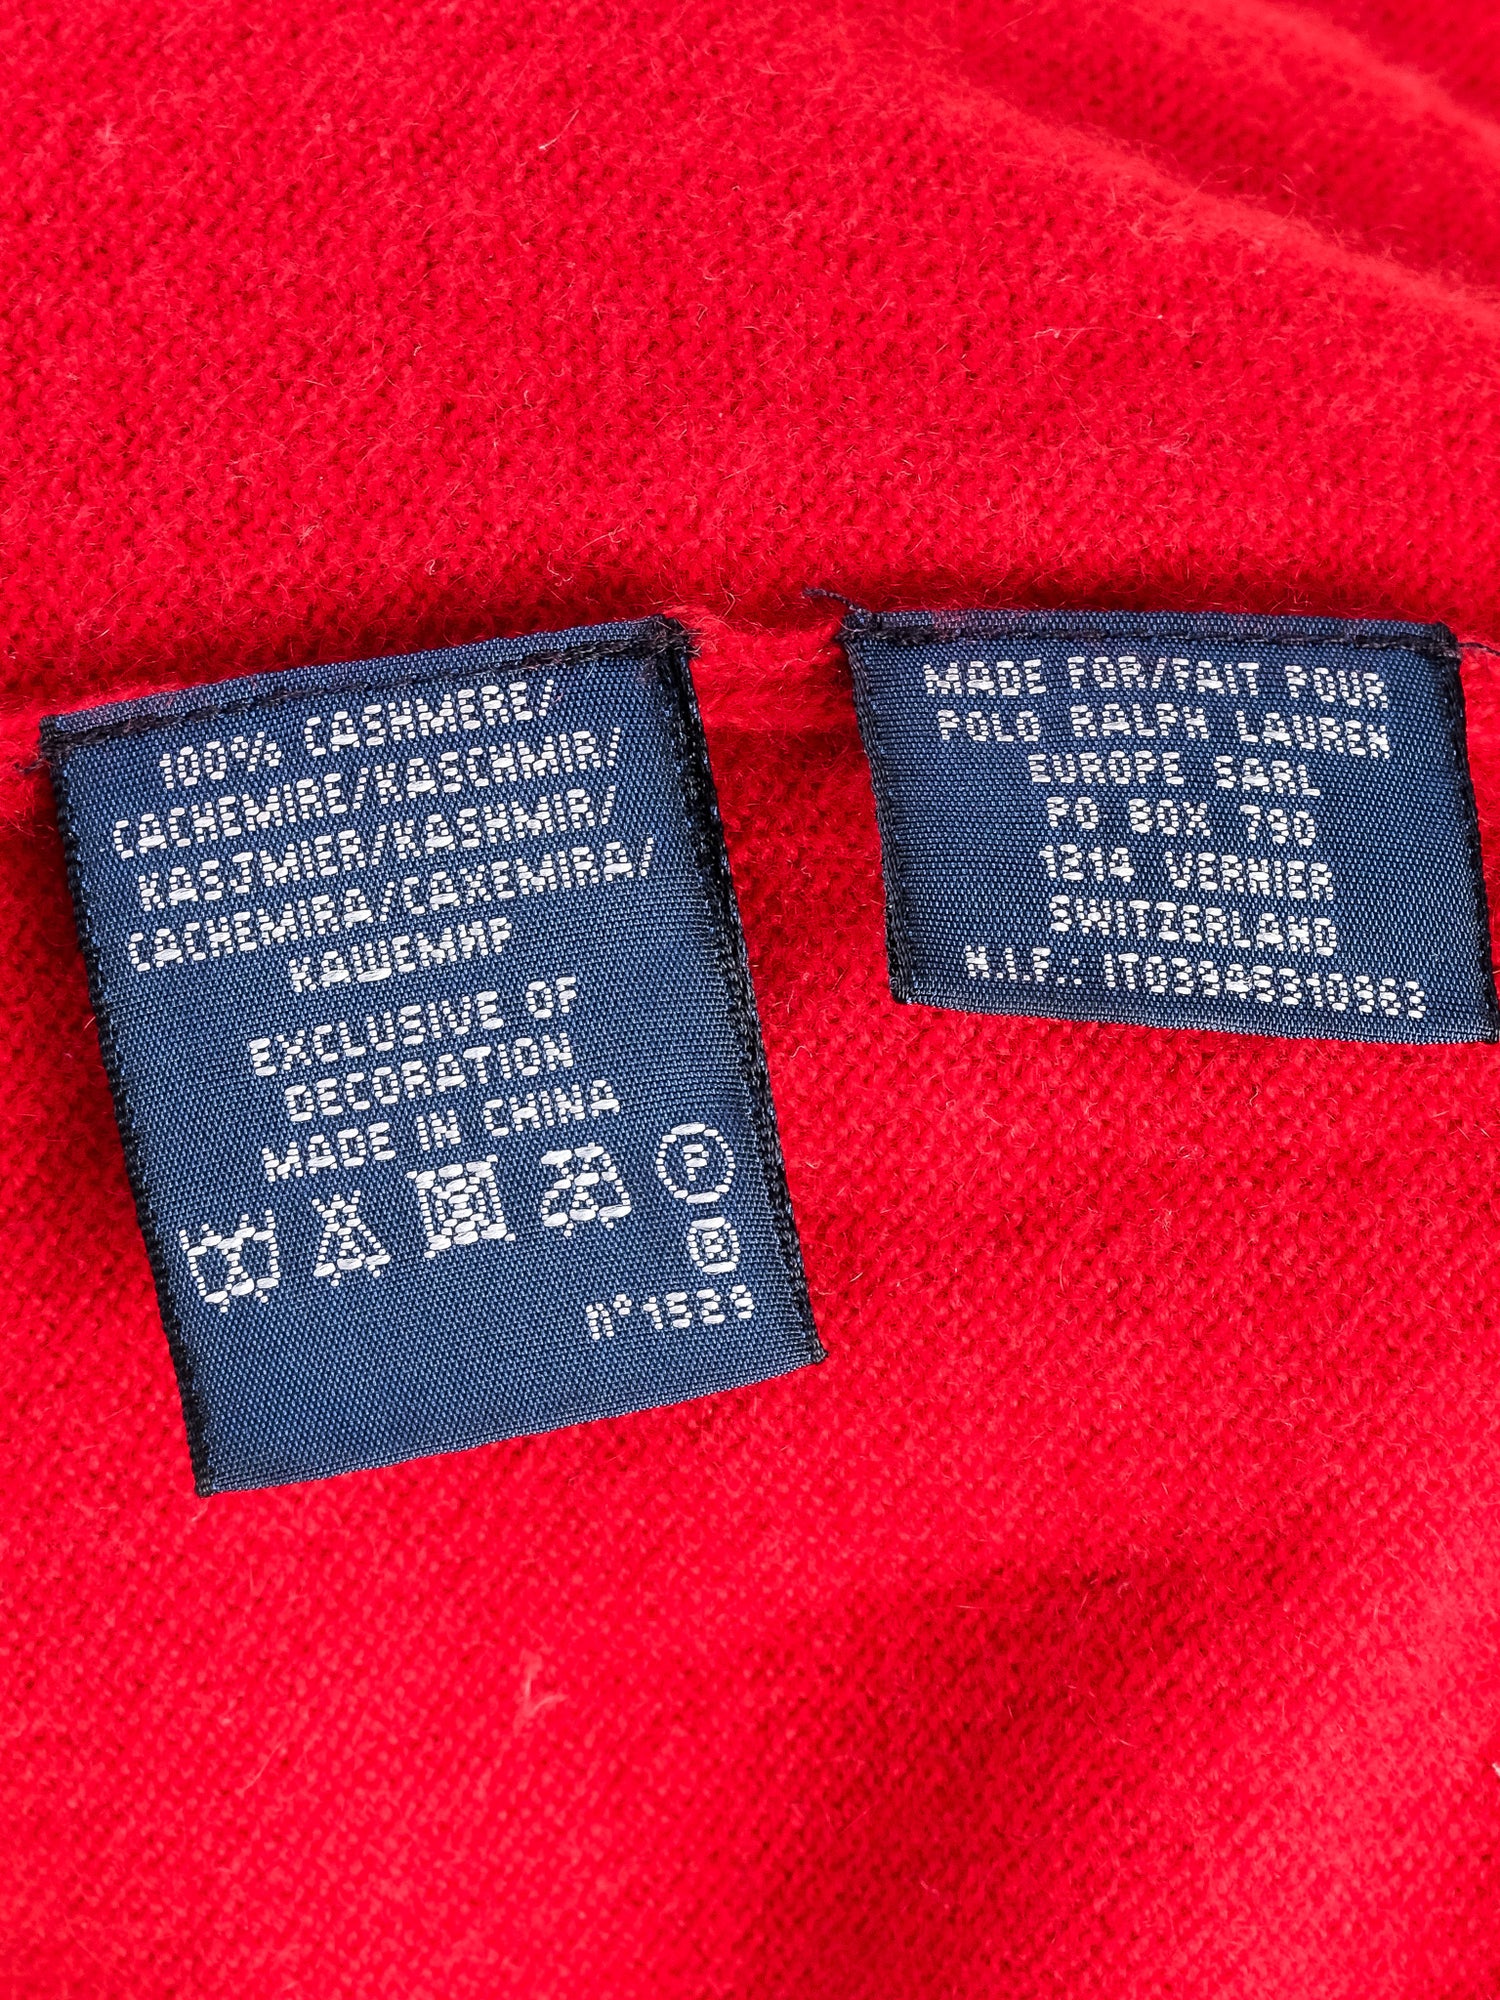 100% CASHMERE/
CACHEMIRE/KASCHMIR/
KASJMIER/KASHMIR/
CACHEMIRA/CAXEMIRA/
КАШЕМИР
EXCLUSIVE OF
DECORATION
MADE IN CHINA
P
B
n° 1529
MADE FOR/FAIT POUR
POLO RALPH LAUREN
EUROPE SARL
PO BOX 730
1214 VERNIER
SWITZERLAND
N.I.F.: